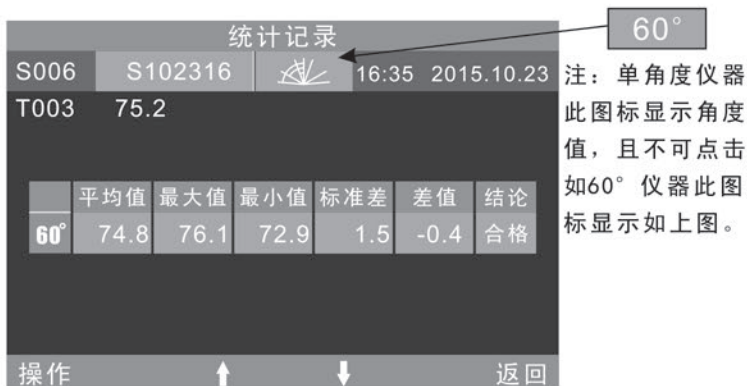 统计记录
60°
S006 S102316 16:35 2015.10.23
T003 75.2
平均值 最大值 最小值 标准差 差值 结论
60° 74.8 76.1 72.9 1.5 -0.4 合格
操作 返回
注：单角度仪器
此图标显示角度
值，且不可点击
如60°仪器此图
标显示如上图。